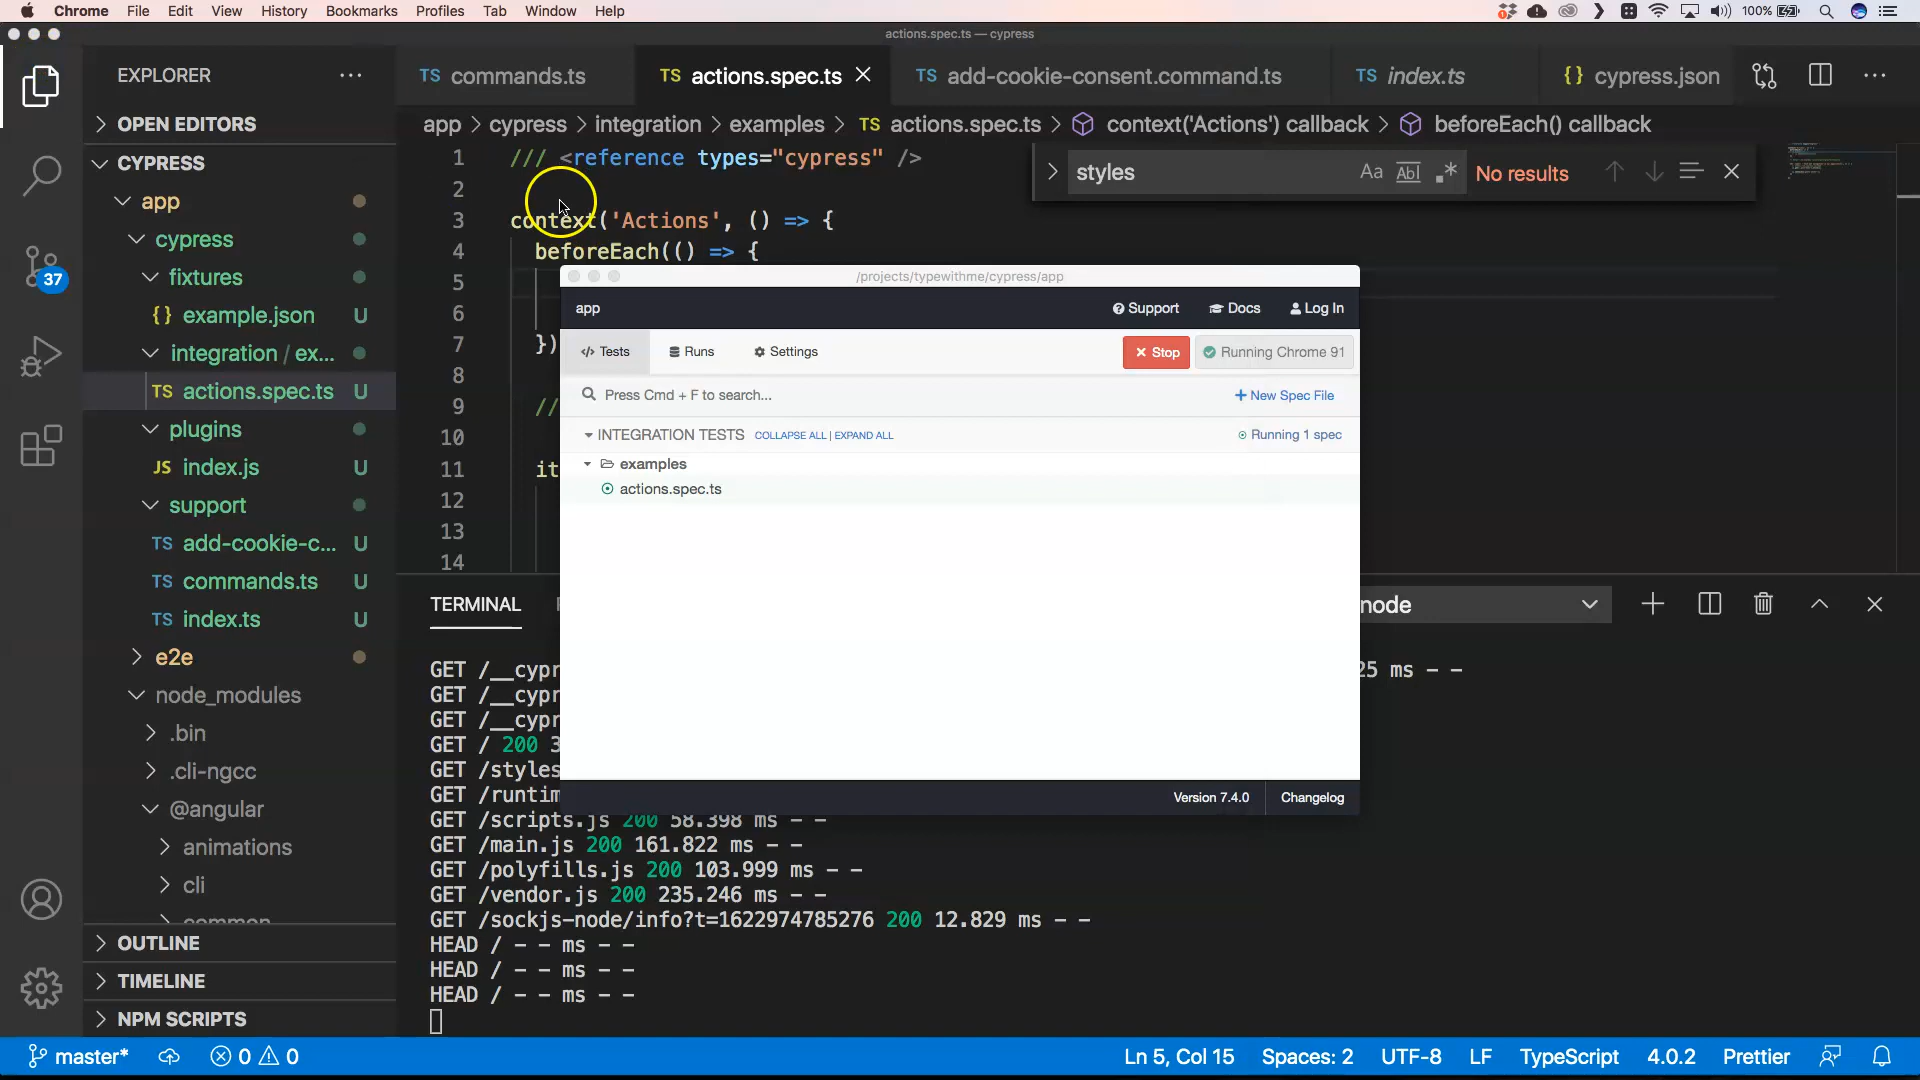 Chrome File Edit View History Bookmarks Profiles Tab Window Help 100%
actions.spec.ts — cypress
EXPLORER ···
TS commands.ts TS actions.spec.ts TS add-cookie-consent.command.ts TS index.ts {} cypress.json ···
OPEN EDITORS
CYPRESS
app
cypress
fixtures
{} example.json U
integration / ex...
TS actions.spec.ts U
plugins
JS index.js U
support
TS add-cookie-c... U
TS commands.ts U
TS index.ts U
e2e
node_modules
.bin
.cli-ngcc
@angular
animations
cli
common
OUTLINE
TIMELINE
NPM SCRIPTS
37
app > cypress > integration > examples > TS actions.spec.ts > context('Actions') callback > beforeEach() callback
styles Aa Abl .* No results
1 /// <reference types="cypress" />
2
3 context('Actions', () => {
4 beforeEach(() => {
5
6
7 })
8
9 //
10
11 it
12
13
14
/projects/typewithme/cypress/app
app Support Docs Log In
</> Tests Runs Settings Stop Running Chrome 91
Press Cmd + F to search... + New Spec File
INTEGRATION TESTS COLLAPSE ALL | EXPAND ALL Running 1 spec
examples
actions.spec.ts
Version 7.4.0 Changelog
TERMINAL node
GET /__cypr 25 ms - -
GET /__cypr
GET /__cypr
GET / 200 3
GET /styles
GET /runtim
GET /scripts.js 200 58.398 ms - -
GET /main.js 200 161.822 ms - -
GET /polyfills.js 200 103.999 ms - -
GET /vendor.js 200 235.246 ms - -
GET /sockjs-node/info?t=1622974785276 200 12.829 ms - -
HEAD / - - ms - -
HEAD / - - ms - -
HEAD / - - ms - -
master* 0 0 Ln 5, Col 15 Spaces: 2 UTF-8 LF TypeScript 4.0.2 Prettier